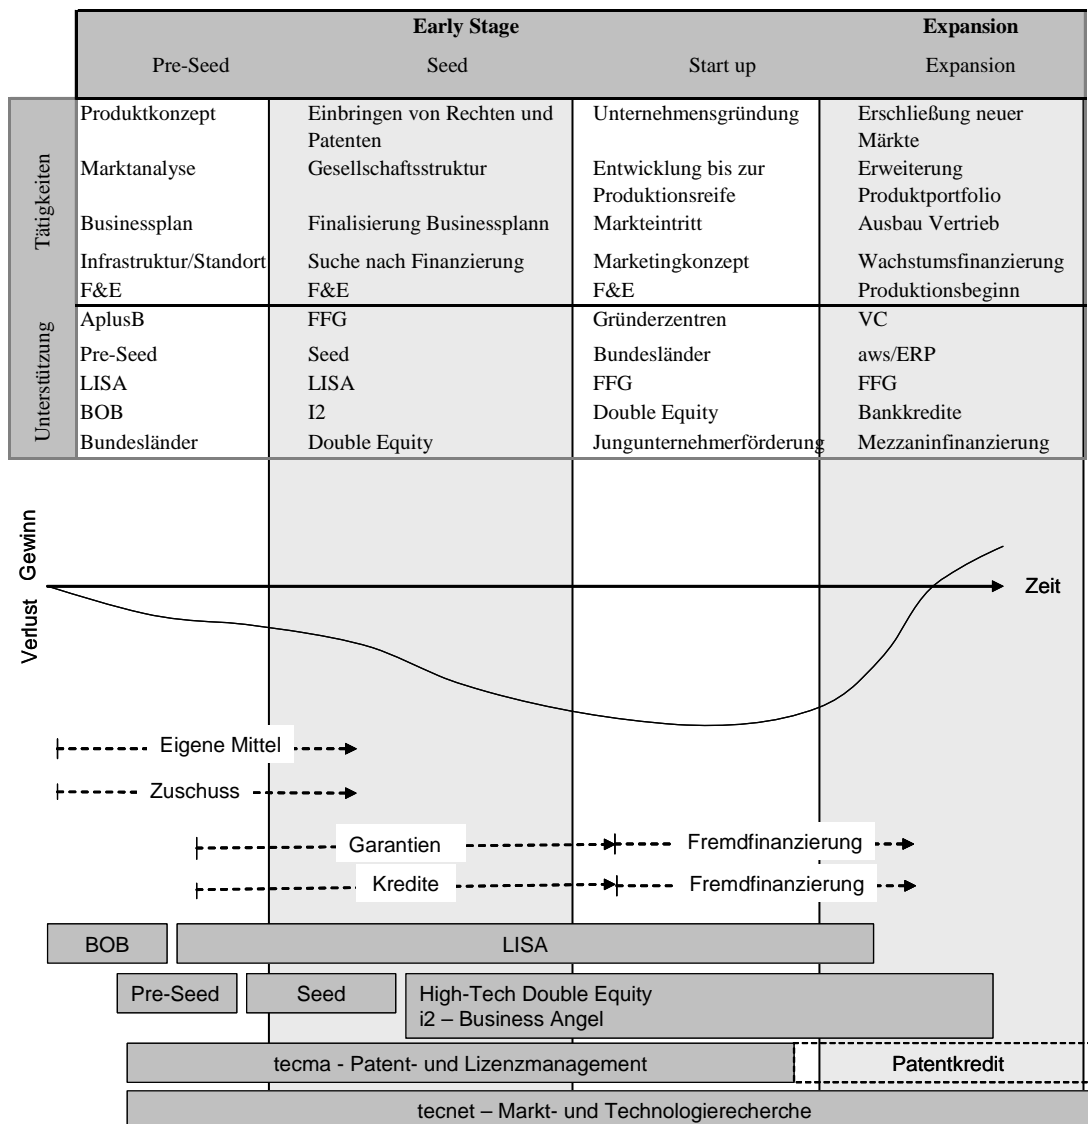 Early Stage Expansion
Pre-Seed Seed Start up Expansion
Tätigkeiten
Produktkonzept Einbringen von Rechten und Unternehmensgründung Erschließung neuer
Patenten Märkte
Marktanalyse Gesellschaftsstruktur Entwicklung bis zur Erweiterung
Produktionsreife Produktportfolio
Businessplan Finalisierung Businessplann Markteintritt Ausbau Vertrieb
Infrastruktur/Standort Suche nach Finanzierung Marketingkonzept Wachstumsfinanzierung
F&E F&E F&E Produktionsbeginn
Unterstützung
AplusB FFG Gründerzentren VC
Pre-Seed Seed Bundesländer aws/ERP
LISA LISA FFG FFG
BOB I2 Double Equity Bankkredite
Bundesländer Double Equity Jungunternehmerförderung Mezzaninfinanzierung
Verlust Gewinn
Zeit
Eigene Mittel
Zuschuss
Garantien Fremdfinanzierung
Kredite Fremdfinanzierung
BOB LISA
Pre-Seed Seed High-Tech Double Equity
i2 – Business Angel
tecma - Patent- und Lizenzmanagement Patentkredit
tecnet – Markt- und Technologierecherche